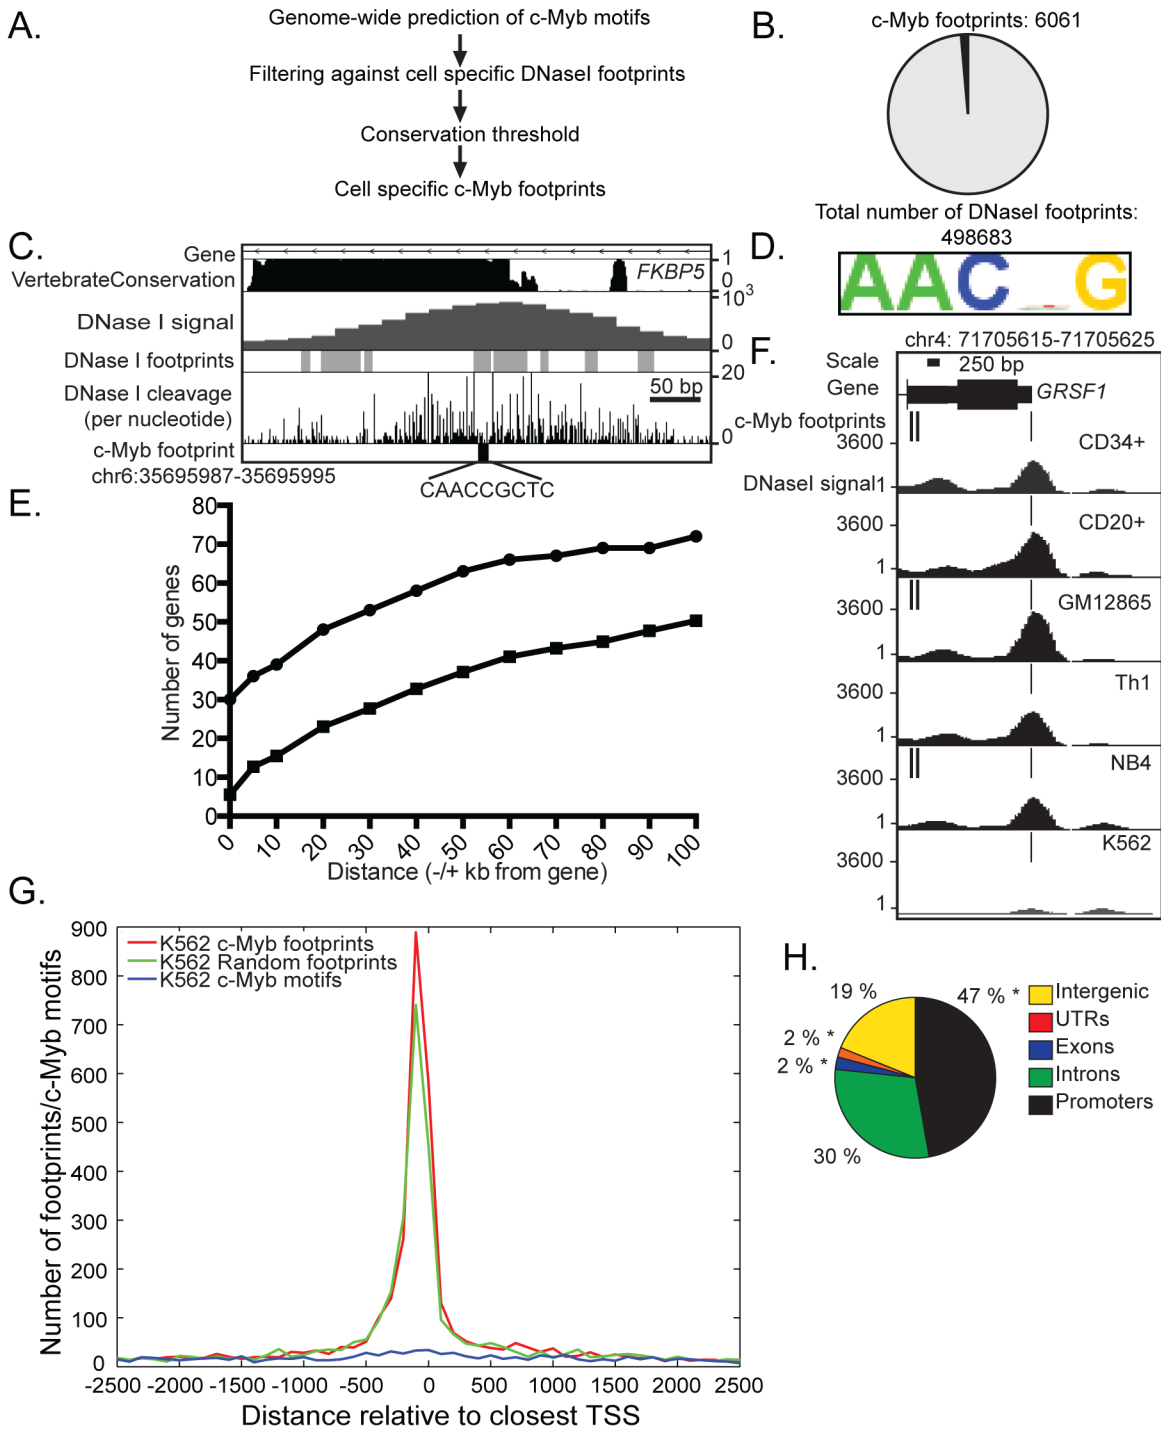 A.
Genome-wide prediction of c-Myb motifs
Filtering against cell specific DNaseI footprints
Conservation threshold
Cell specific c-Myb footprints
B.
c-Myb footprints: 6061
Total number of DNaseI footprints:
498683
C.
Gene
VertebrateConservation
FKBP5
1
0
DNase I signal
10³
0
DNase I footprints
DNase I cleavage
(per nucleotide)
20
50 bp
0
c-Myb footprint
chr6:35695987-35695995
CAACCGCTC
D.
AAC G
E.
Number of genes
80
70
60
50
40
30
20
10
0
0 10 20 30 40 50 60 70 80 90 100
Distance (-/+ kb from gene)
F.
chr4: 71705615-71705625
Scale
250 bp
Gene
GRSF1
c-Myb footprints
3600
CD34+
DNaseI signal1
3600
CD20+
1
3600
GM12865
1
3600
Th1
1
3600
NB4
1
3600
K562
1
G.
Number of footprints/c-Myb motifs
900
800
700
600
500
400
300
200
100
0
K562 c-Myb footprints
K562 Random footprints
K562 c-Myb motifs
-2500 -2000 -1500 -1000 -500 0 500 1000 1500 2000 2500
Distance relative to closest TSS
H.
19 %
47 % *
2 % *
2 % *
30 %
Intergenic
UTRs
Exons
Introns
Promoters